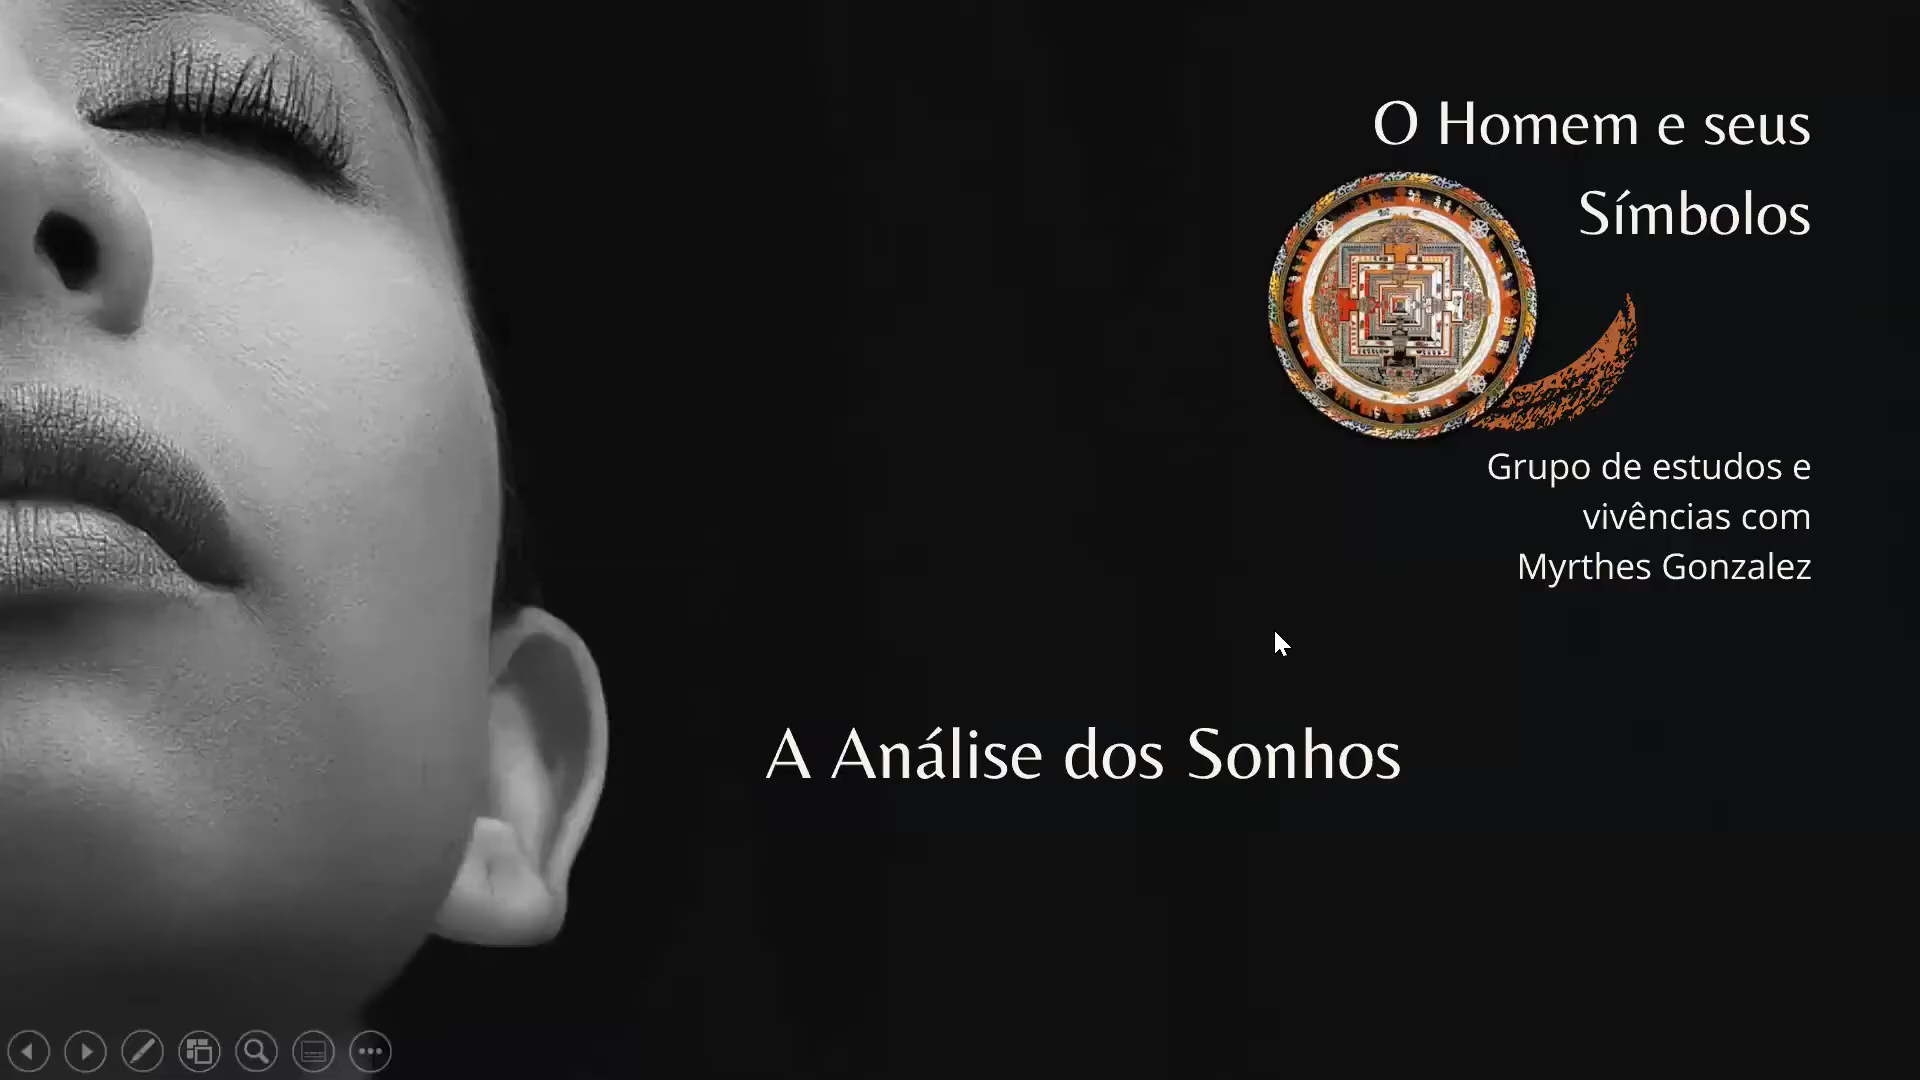 O Homem e seus
Símbolos
Grupo de estudos e
vivências com
Myrthes Gonzalez
A Análise dos Sonhos